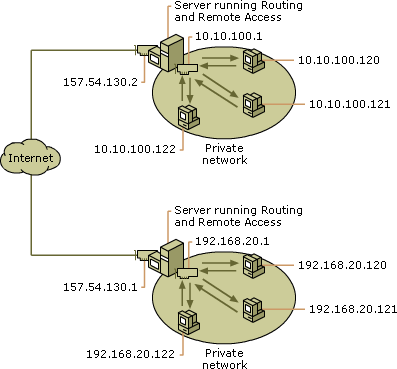 Server running Routing
and Remote Access
10.10.100.1
10.10.100.120
157.54.130.2
10.10.100.121
10.10.100.122
Private
network
Internet
Server running Routing
and Remote Access
192.168.20.1
192.168.20.120
157.54.130.1
192.168.20.121
192.168.20.122
Private
network